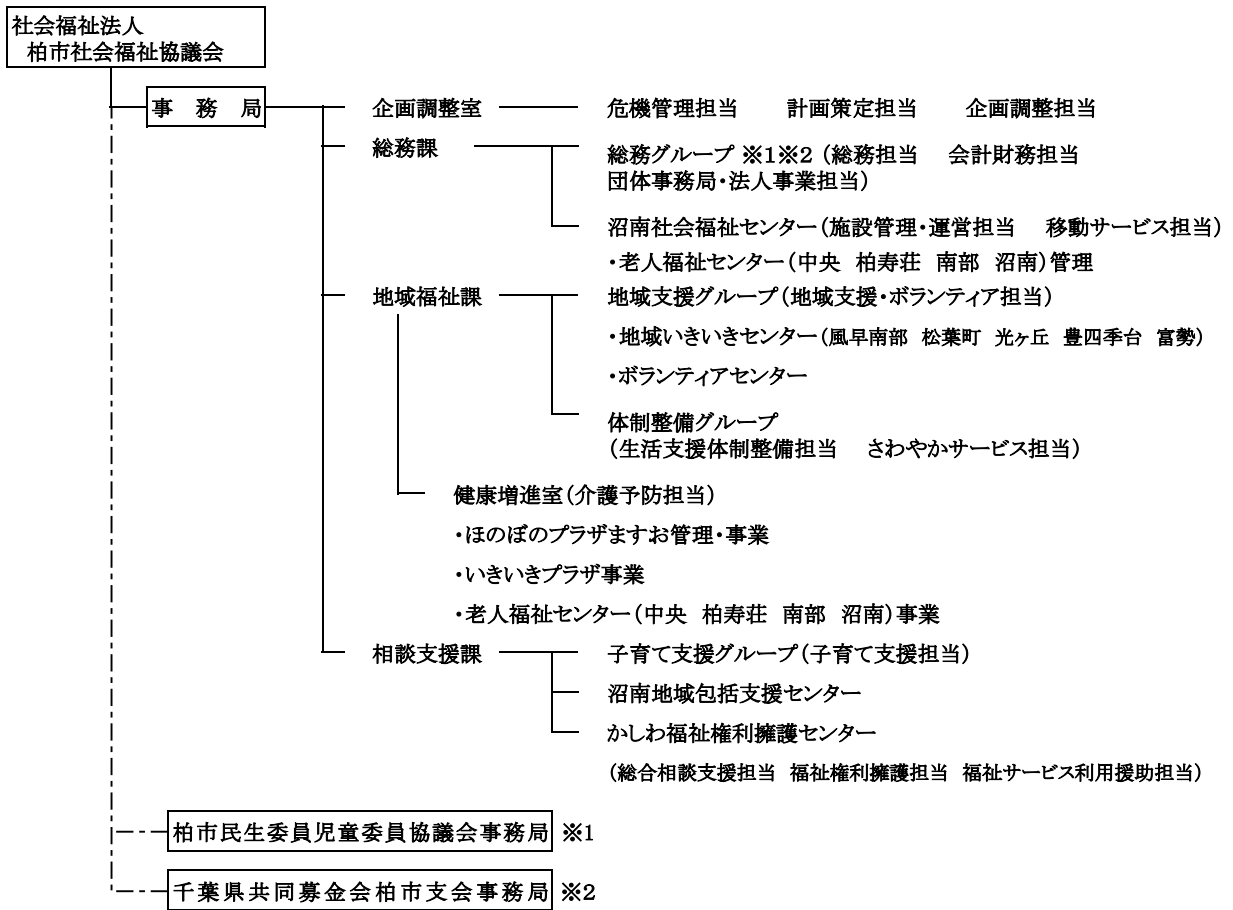 社会福祉法人
柏市社会福祉協議会
事　務　局
企画調整室
危機管理担当　計画策定担当　企画調整担当
総務課
総務グループ ※1※2 (総務担当　会計財務担当
団体事務局・法人事業担当)
沼南社会福祉センター(施設管理・運営担当　移動サービス担当)
・老人福祉センター(中央　柏寿荘　南部　沼南)管理
地域福祉課
地域支援グループ(地域支援・ボランティア担当)
・地域いきいきセンター(風早南部　松葉町　光ヶ丘　豊四季台　富勢)
・ボランティアセンター
体制整備グループ
(生活支援体制整備担当　さわやかサービス担当)
健康増進室(介護予防担当)
・ほのぼのプラザますお管理・事業
・いきいきプラザ事業
・老人福祉センター(中央　柏寿荘　南部　沼南)事業
相談支援課
子育て支援グループ(子育て支援担当)
沼南地域包括支援センター
かしわ福祉権利擁護センター
(総合相談支援担当　福祉権利擁護担当　福祉サービス利用援助担当)
柏市民生委員児童委員協議会事務局 ※1
千葉県共同募金会柏市支会事務局 ※2